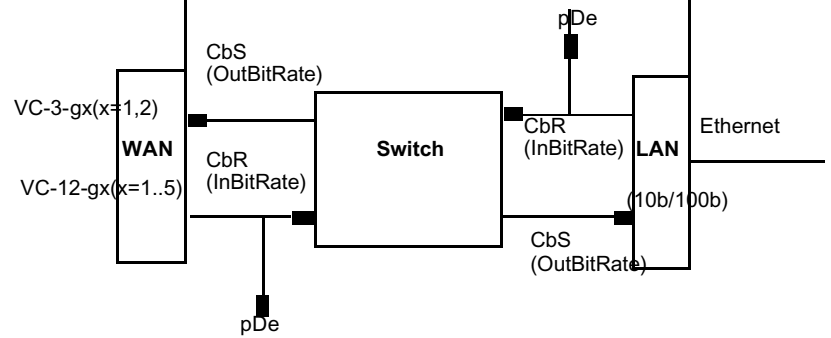 pDe
CbS
(OutBitRate)
VC-3-gx(x=1,2)
CbR
(InBitRate)
Ethernet
WAN
Switch
LAN
CbR
(InBitRate)
VC-12-gx(x=1..5)
(10b/100b)
CbS
(OutBitRate)
pDe